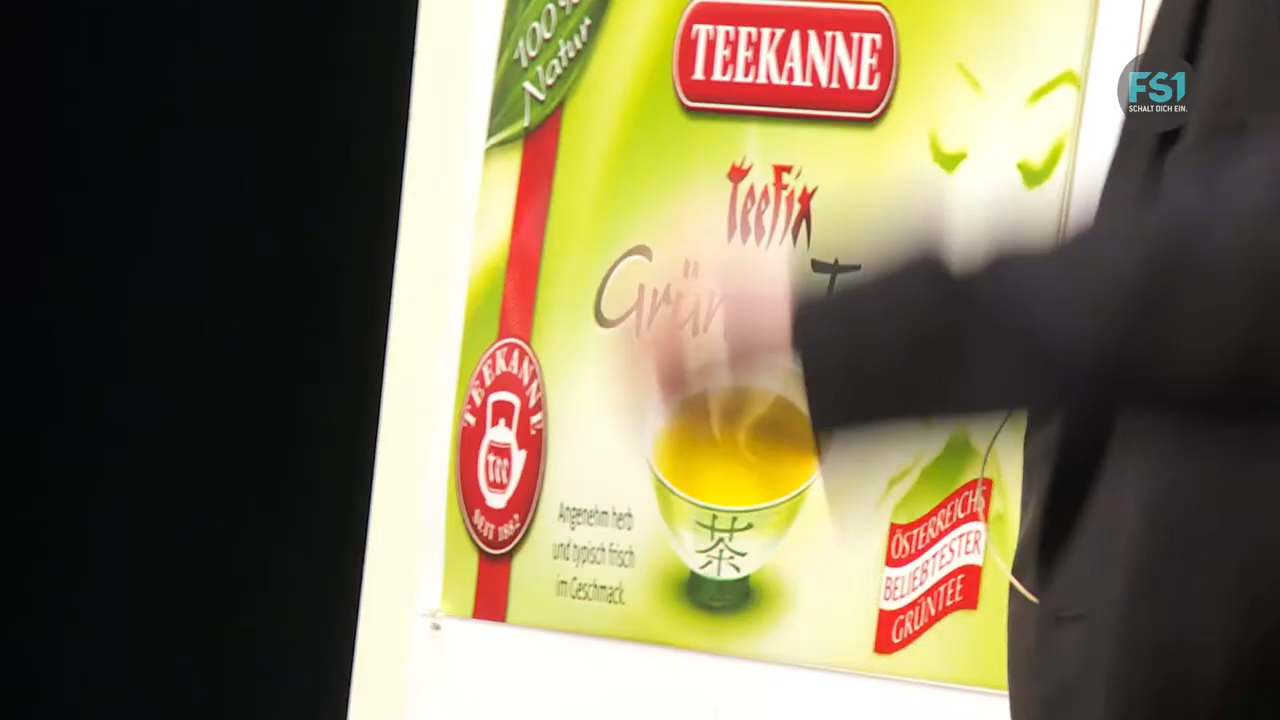 100%
Natur
TEEKANNE
FS1
SCHALT DICH EIN.
TeeFix
TEEKANNE
tee
SEIT 1882
Angenehm herb
und typisch frisch
im Geschmack.
茶
ÖSTERREICHS
BELIEBTESTER
GRÜNTEE